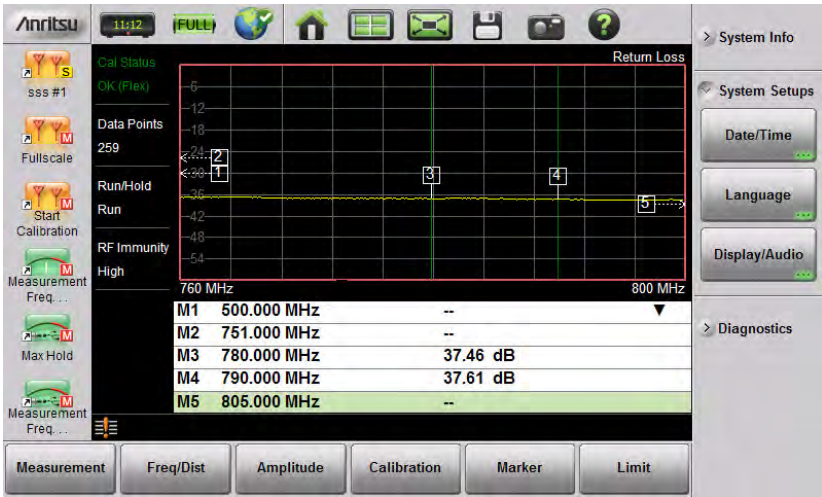 Anritsu
11:12
FULL
?
S
sss #1
M
Fullscale
M
Start
Calibration
M
Measurement
Freq. . .
M
Max Hold
M
Measurement
Freq. . .
Cal Status
OK (Flex)
Data Points
259
Run/Hold
Run
RF Immunity
High
Return Loss
-6
-12
-18
-24
-30
-36
-42
-48
-54
2
1
3
4
5
760 MHz
800 MHz
M1 500.000 MHz --
M2 751.000 MHz --
M3 780.000 MHz 37.46 dB
M4 790.000 MHz 37.61 dB
M5 805.000 MHz --
System Info
System Setups
Date/Time
Language
Display/Audio
Diagnostics
Measurement
Freq/Dist
Amplitude
Calibration
Marker
Limit